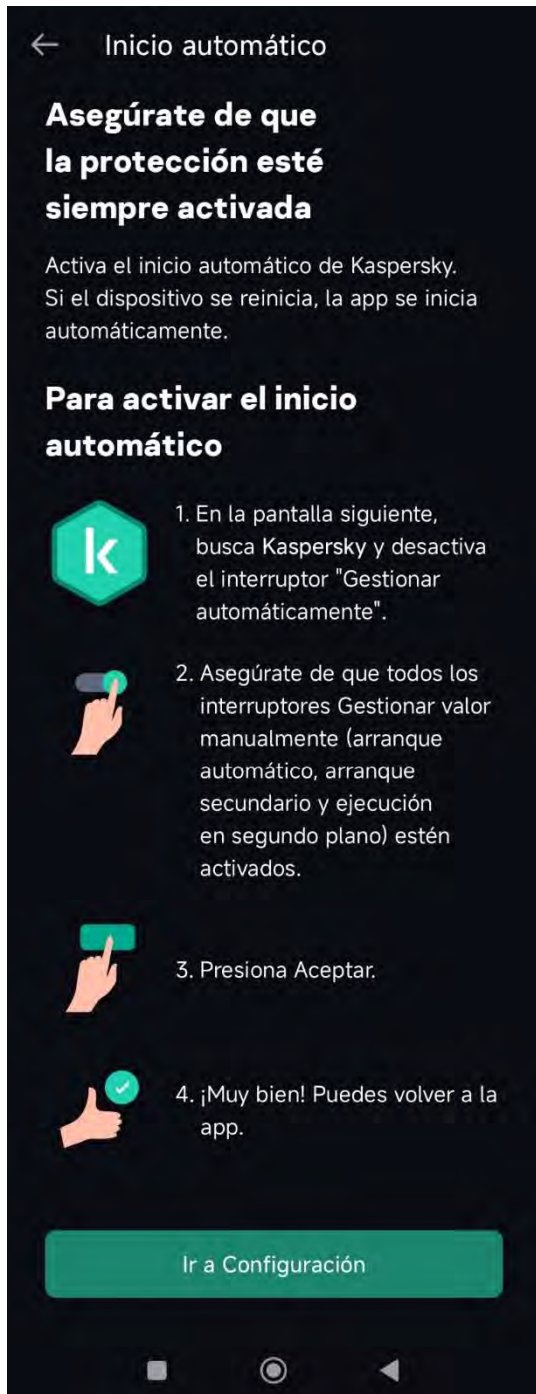 Inicio automático
Asegúrate de que
la protección esté
siempre activada
Activa el inicio automático de Kaspersky.
Si el dispositivo se reinicia, la app se inicia
automáticamente.
Para activar el inicio
automático
k
1. En la pantalla siguiente,
busca Kaspersky y desactiva
el interruptor "Gestionar
automáticamente".
2. Asegúrate de que todos los
interruptores Gestionar valor
manualmente (arranque
automático, arranque
secundario y ejecución
en segundo plano) estén
activados.
3. Presiona Aceptar.
4. ¡Muy bien! Puedes volver a la
app.
Ir a Configuración